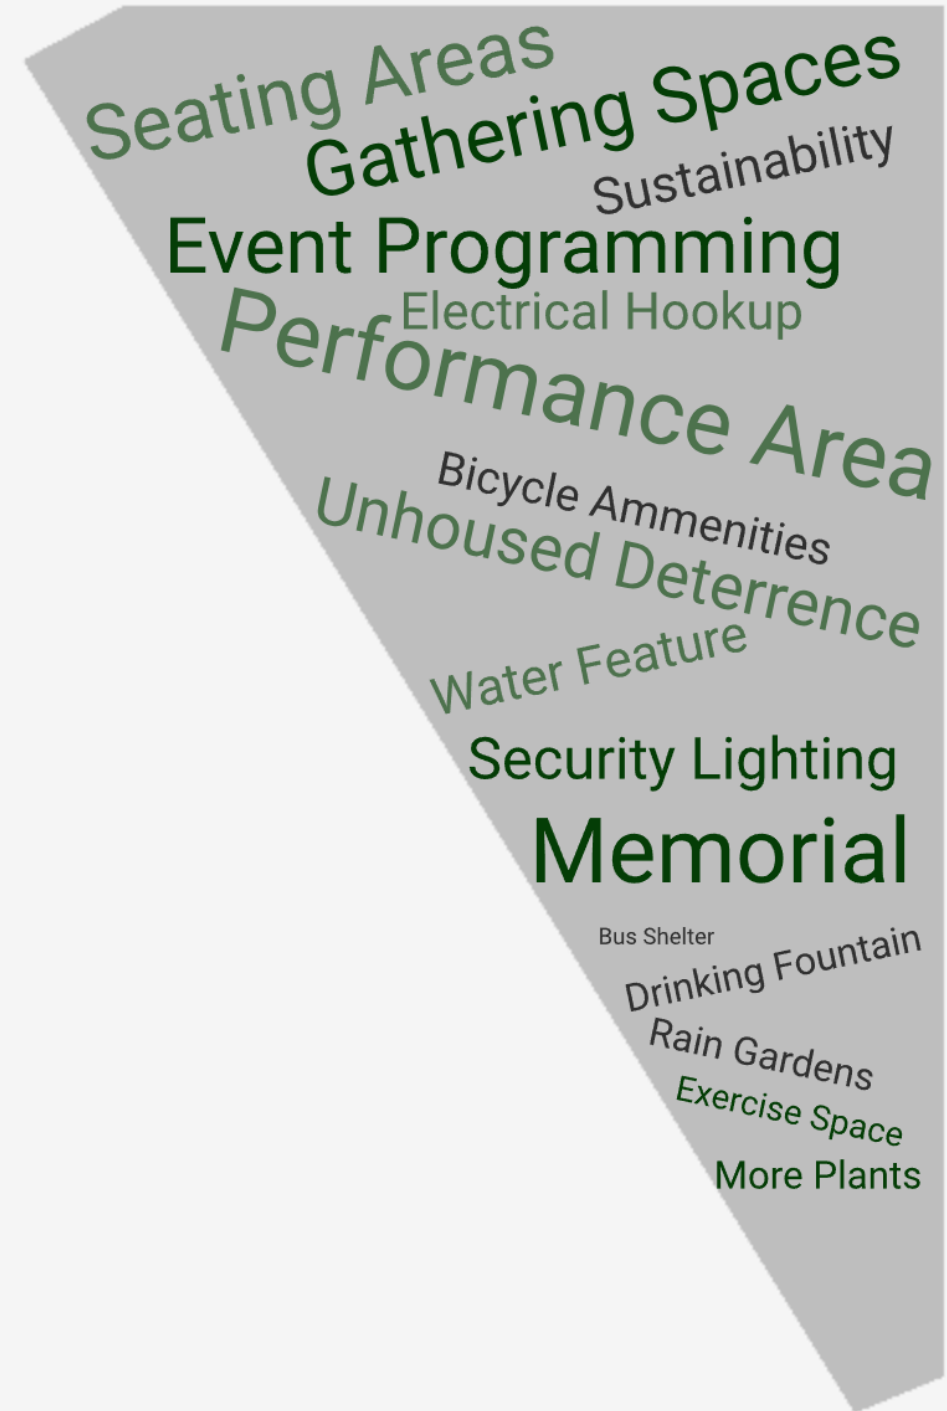 Seating Areas
Gathering Spaces
Sustainability
Event Programming
Electrical Hookup
Performance Area
Bicycle Ammenities
Unhoused Deterrence
Water Feature
Security Lighting
Memorial
Bus Shelter
Drinking Fountain
Rain Gardens
Exercise Space
More Plants